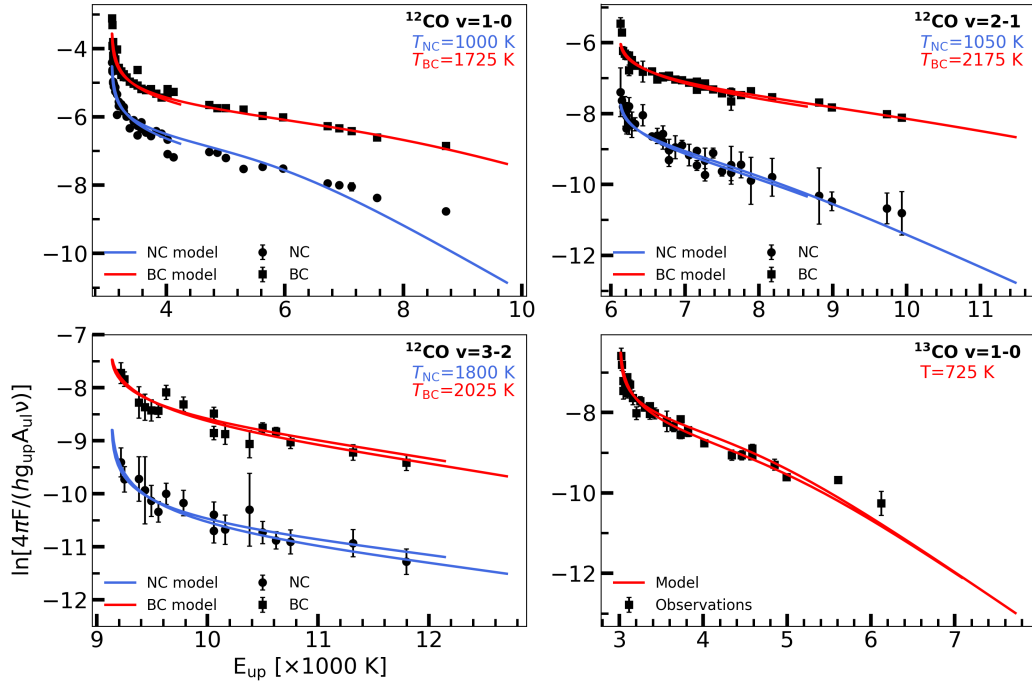 ¹²CO v=1-0
T_NC=1000 K
T_BC=1725 K
−4
−6
−8
−10
4
6
8
10
NC model
BC model
NC
BC
¹²CO v=2-1
T_NC=1050 K
T_BC=2175 K
−6
−8
−10
−12
6
7
8
9
10
11
NC model
BC model
NC
BC
¹²CO v=3-2
T_NC=1800 K
T_BC=2025 K
−7
−8
−9
−10
−11
−12
9
10
11
12
NC model
BC model
NC
BC
ln[4πF/(hg_up A_ul ν)]
E_up [×1000 K]
¹³CO v=1-0
T=725 K
−8
−10
−12
3
4
5
6
7
Model
Observations